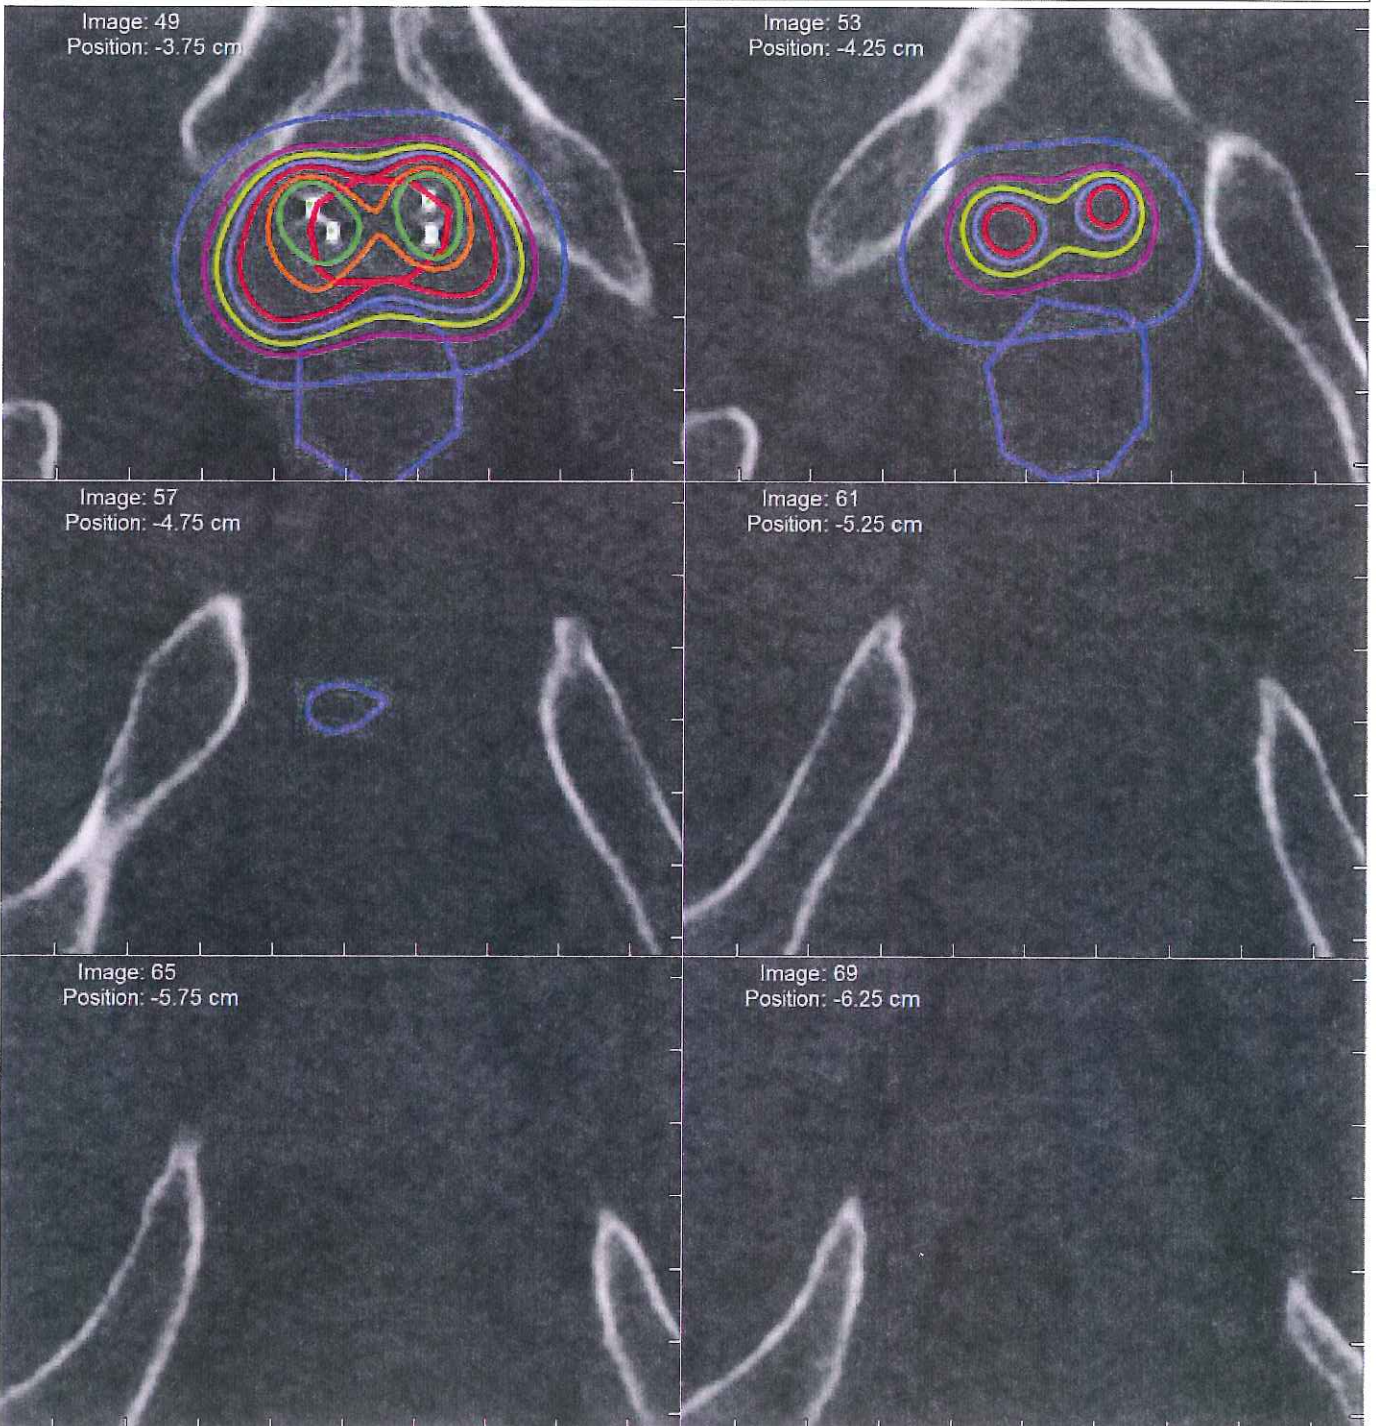 Image: 49
Position: -3.75 cm
Image: 53
Position: -4.25 cm
Image: 57
Position: -4.75 cm
Image: 61
Position: -5.25 cm
Image: 65
Position: -5.75 cm
Image: 69
Position: -6.25 cm